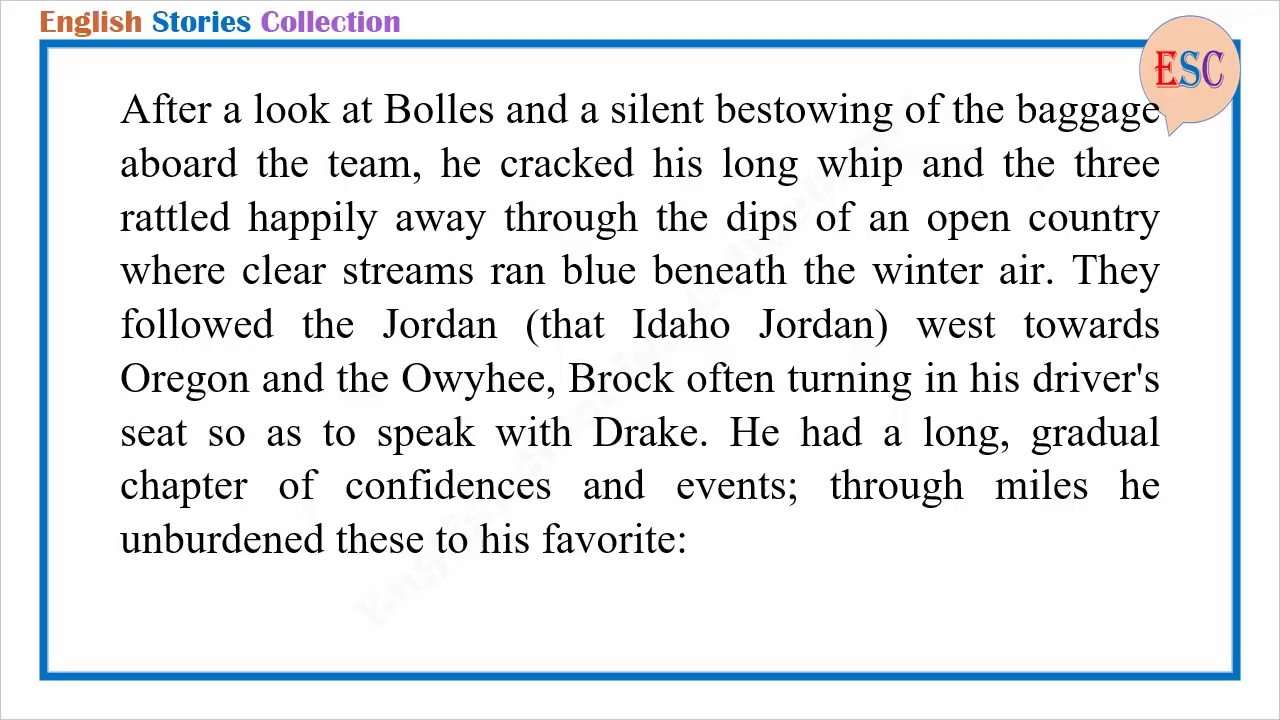 English Stories Collection
ESC
After a look at Bolles and a silent bestowing of the baggage
aboard the team, he cracked his long whip and the three
rattled happily away through the dips of an open country
where clear streams ran blue beneath the winter air. They
followed the Jordan (that Idaho Jordan) west towards
Oregon and the Owyhee, Brock often turning in his driver's
seat so as to speak with Drake. He had a long, gradual
chapter of confidences and events; through miles he
unburdened these to his favorite: